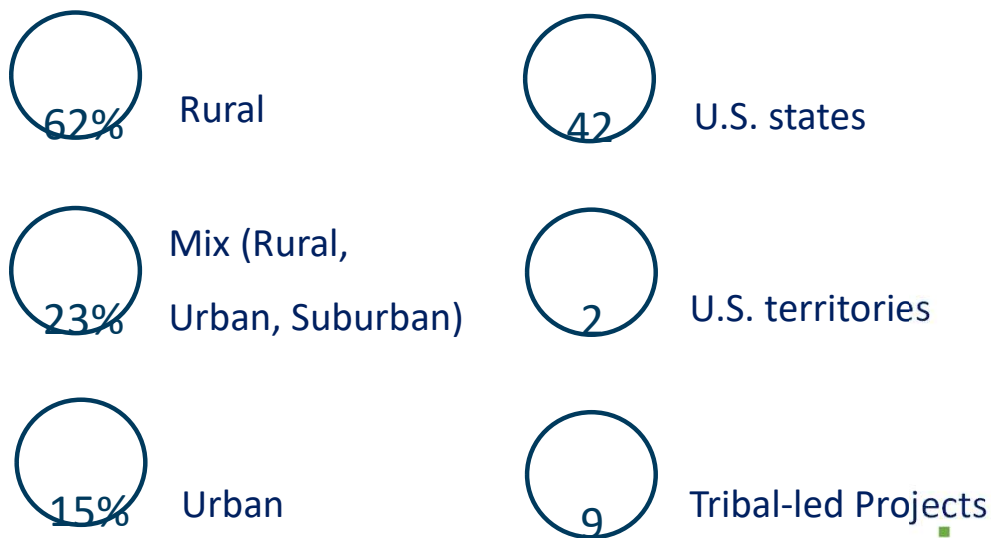 62%
Rural
23%
Mix (Rural,
Urban, Suburban)
15%
Urban
42
U.S. states
2
U.S. territories
9
Tribal-led Projects